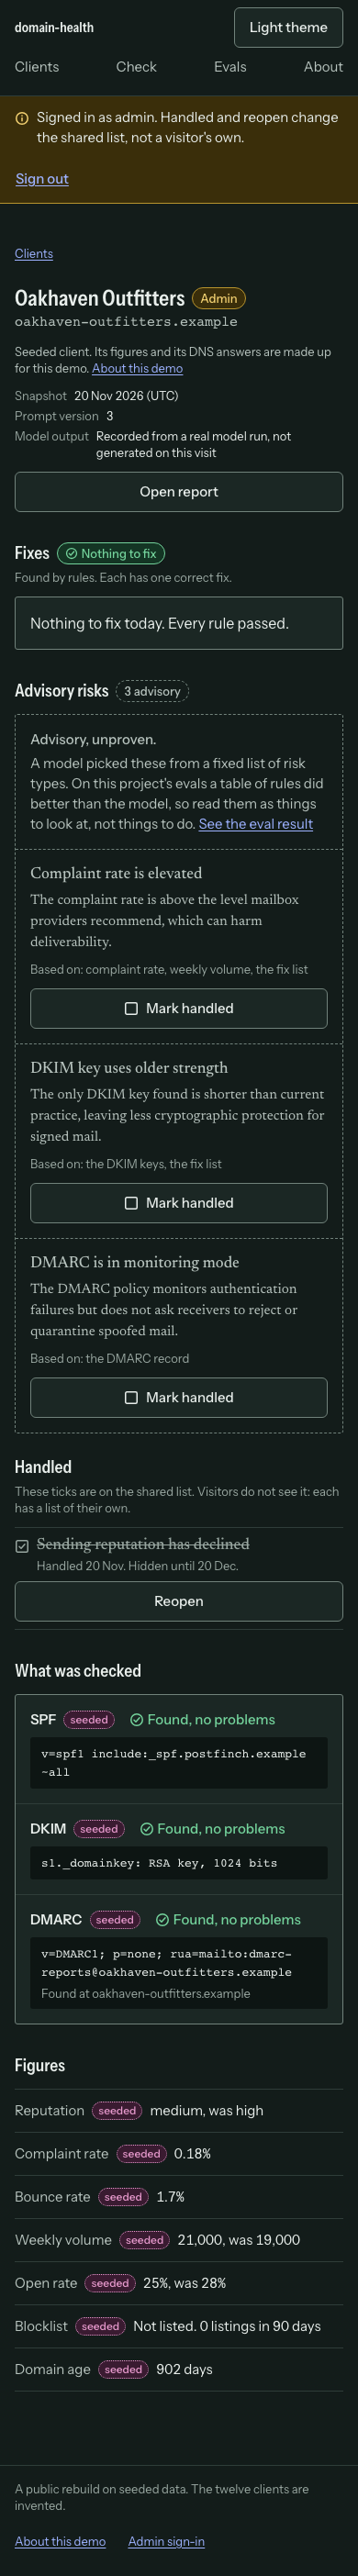 domain-health
Light theme
Clients
Check
Evals
About
Signed in as admin. Handled and reopen change
the shared list, not a visitor's own.
Sign out
Clients
Oakhaven Outfitters Admin
oakhaven-outfitters.example
Seeded client. Its figures and its DNS answers are made up
for this demo. About this demo
Snapshot 20 Nov 2026 (UTC)
Prompt version 3
Model output Recorded from a real model run, not
generated on this visit
Open report
Fixes Nothing to fix
Found by rules. Each has one correct fix.
Nothing to fix today. Every rule passed.
Advisory risks 3 advisory
Advisory, unproven.
A model picked these from a fixed list of risk
types. On this project's evals a table of rules did
better than the model, so read them as things
to look at, not things to do. See the eval result
Complaint rate is elevated
The complaint rate is above the level mailbox
providers recommend, which can harm
deliverability.
Based on: complaint rate, weekly volume, the fix list
Mark handled
DKIM key uses older strength
The only DKIM key found is shorter than current
practice, leaving less cryptographic protection for
signed mail.
Based on: the DKIM keys, the fix list
Mark handled
DMARC is in monitoring mode
The DMARC policy monitors authentication
failures but does not ask receivers to reject or
quarantine spoofed mail.
Based on: the DMARC record
Mark handled
Handled
These ticks are on the shared list. Visitors do not see it: each
has a list of their own.
Sending reputation has declined
Handled 20 Nov. Hidden until 20 Dec.
Reopen
What was checked
SPF seeded Found, no problems
v=spf1 include:_spf.postfinch.example
~all
DKIM seeded Found, no problems
s1._domainkey: RSA key, 1024 bits
DMARC seeded Found, no problems
v=DMARC1; p=none; rua=mailto:dmarc-
reports@oakhaven-outfitters.example
Found at oakhaven-outfitters.example
Figures
Reputation seeded medium, was high
Complaint rate seeded 0.18%
Bounce rate seeded 1.7%
Weekly volume seeded 21,000, was 19,000
Open rate seeded 25%, was 28%
Blocklist seeded Not listed. 0 listings in 90 days
Domain age seeded 902 days
A public rebuild on seeded data. The twelve clients are
invented.
About this demo
Admin sign-in